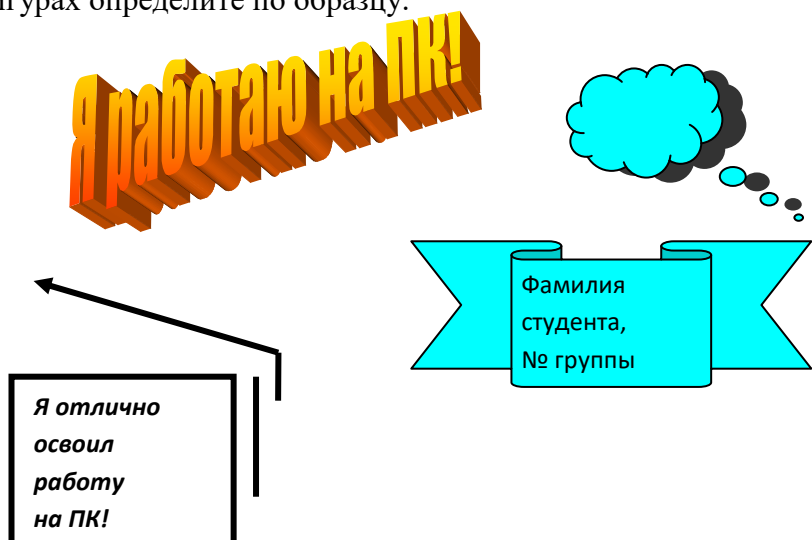 гурах определите по образцу.
Я работаю на ПК!
Фамилия
студента,
№ группы
Я отлично
освоил
работу
на ПК!